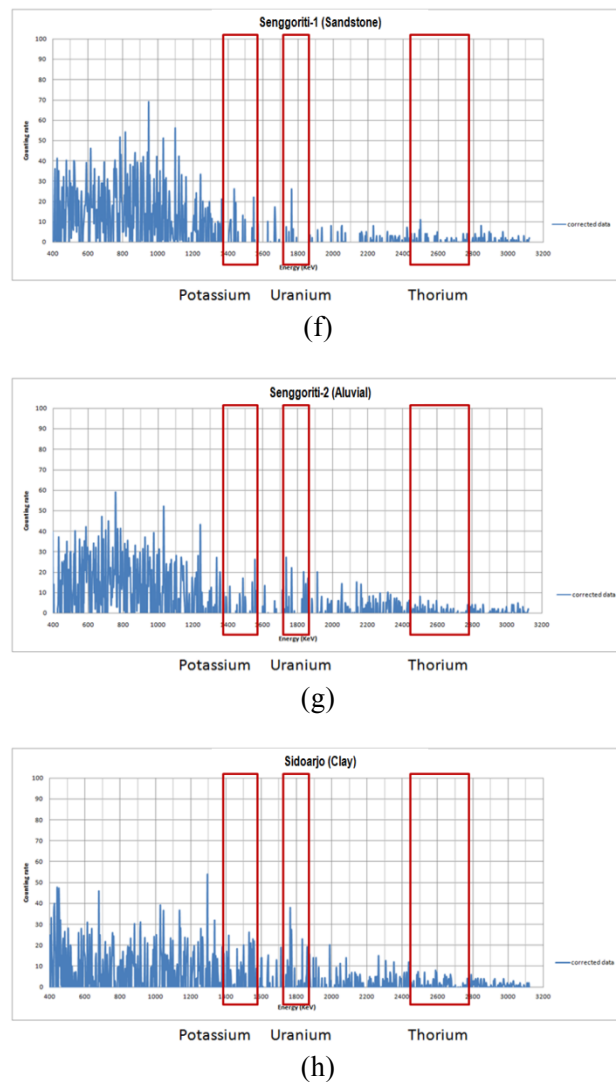 Senggoriti-1 (Sandstone)
100
90
80
70
60
50
40
30
20
10
0
Counting rate
400 600 800 1000 1200 1400 1600 1800 2000 2200 2400 2600 2800 3000 3200
Energy (KeV)
corrected data
Potassium Uranium Thorium
(f)
Senggoriti-2 (Aluvial)
100
90
80
70
60
50
40
30
20
10
0
Counting rate
400 600 800 1000 1200 1400 1600 1800 2000 2200 2400 2600 2800 3000 3200
Energy (KeV)
corrected data
Potassium Uranium Thorium
(g)
Sidoarjo (Clay)
100
90
80
70
60
50
40
30
20
10
0
Counting rate
400 600 800 1000 1200 1400 1600 1800 2000 2200 2400 2600 2800 3000 3200
Energy (KeV)
corrected data
Potassium Uranium Thorium
(h)